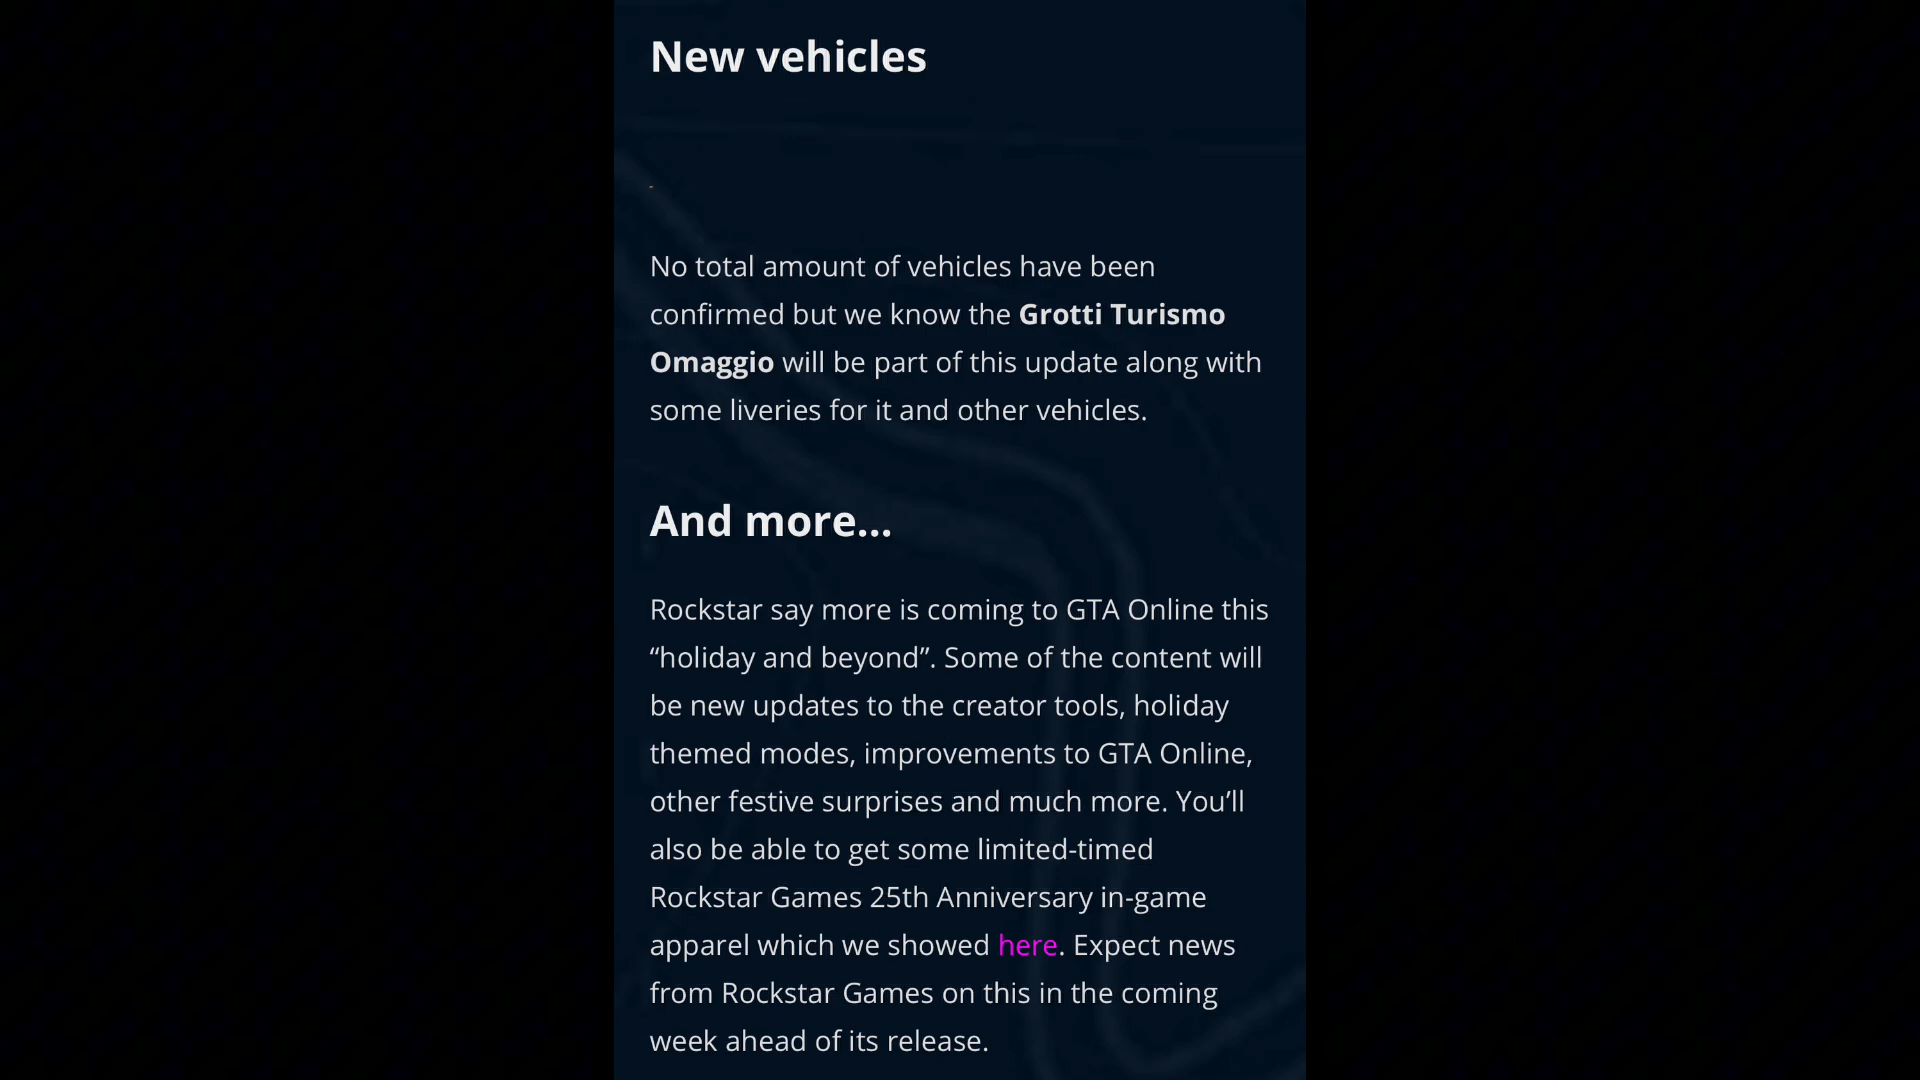 New vehicles
No total amount of vehicles have been
confirmed but we know the Grotti Turismo
Omaggio will be part of this update along with
some liveries for it and other vehicles.
And more...
Rockstar say more is coming to GTA Online this
“holiday and beyond”. Some of the content will
be new updates to the creator tools, holiday
themed modes, improvements to GTA Online,
other festive surprises and much more. You’ll
also be able to get some limited-timed
Rockstar Games 25th Anniversary in-game
apparel which we showed here. Expect news
from Rockstar Games on this in the coming
week ahead of its release.